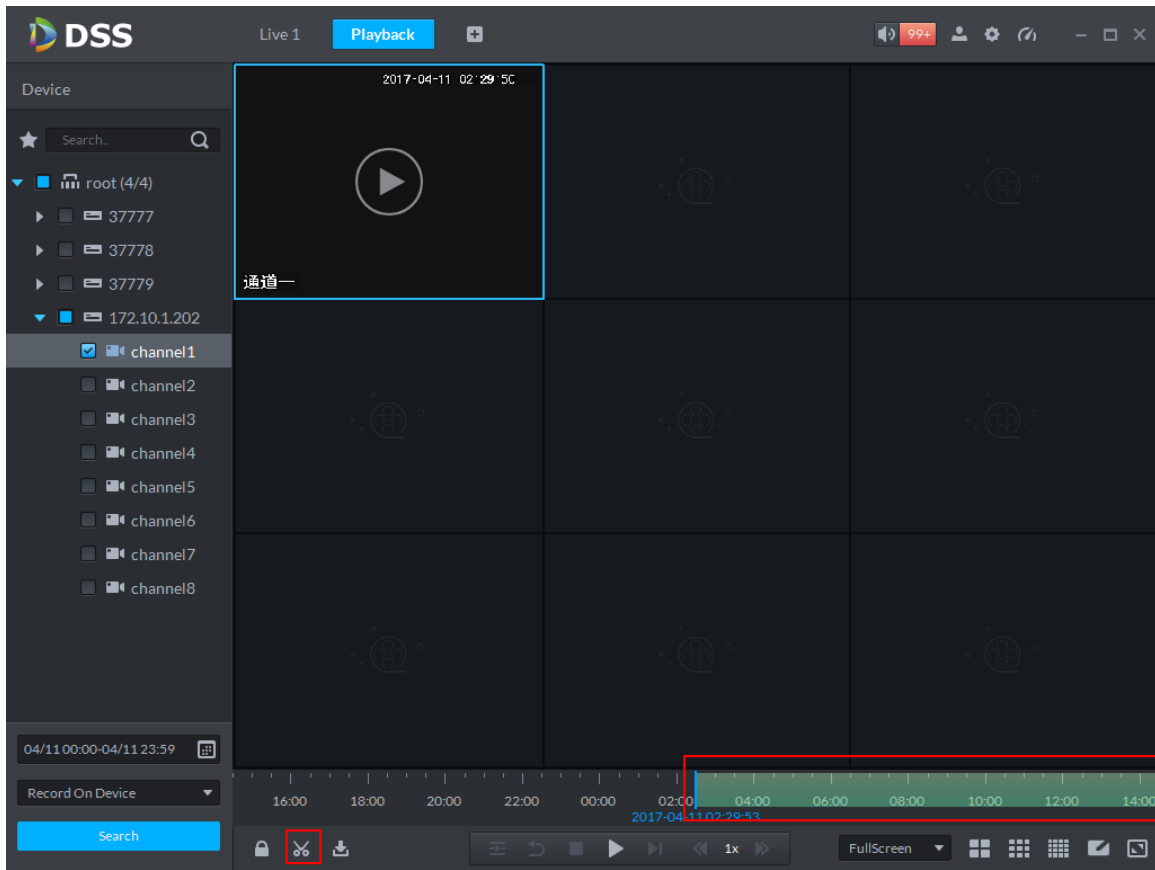 DSS
Live 1
Playback
99+
Device
2017-04-11 02:29:50
Search..
root (4/4)
37777
37778
37779
通道一
172.10.1.202
channel1
channel2
channel3
channel4
channel5
channel6
channel7
channel8
04/11 00:00-04/11 23:59
Record On Device
16:00 18:00 20:00 22:00 00:00 02:00 04:00 06:00 08:00 10:00 12:00 14:00
2017-04-11 02:29:53
Search
1x
FullScreen